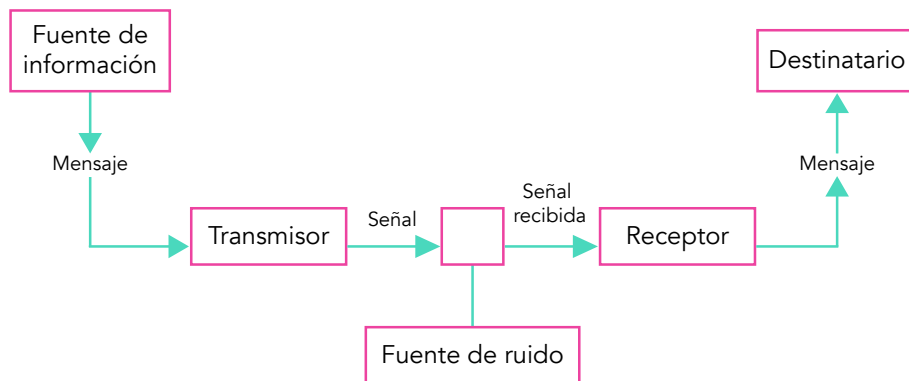 Fuente de
información
Destinatario
Mensaje
Mensaje
Transmisor
Señal
Señal
recibida
Receptor
Fuente de ruido